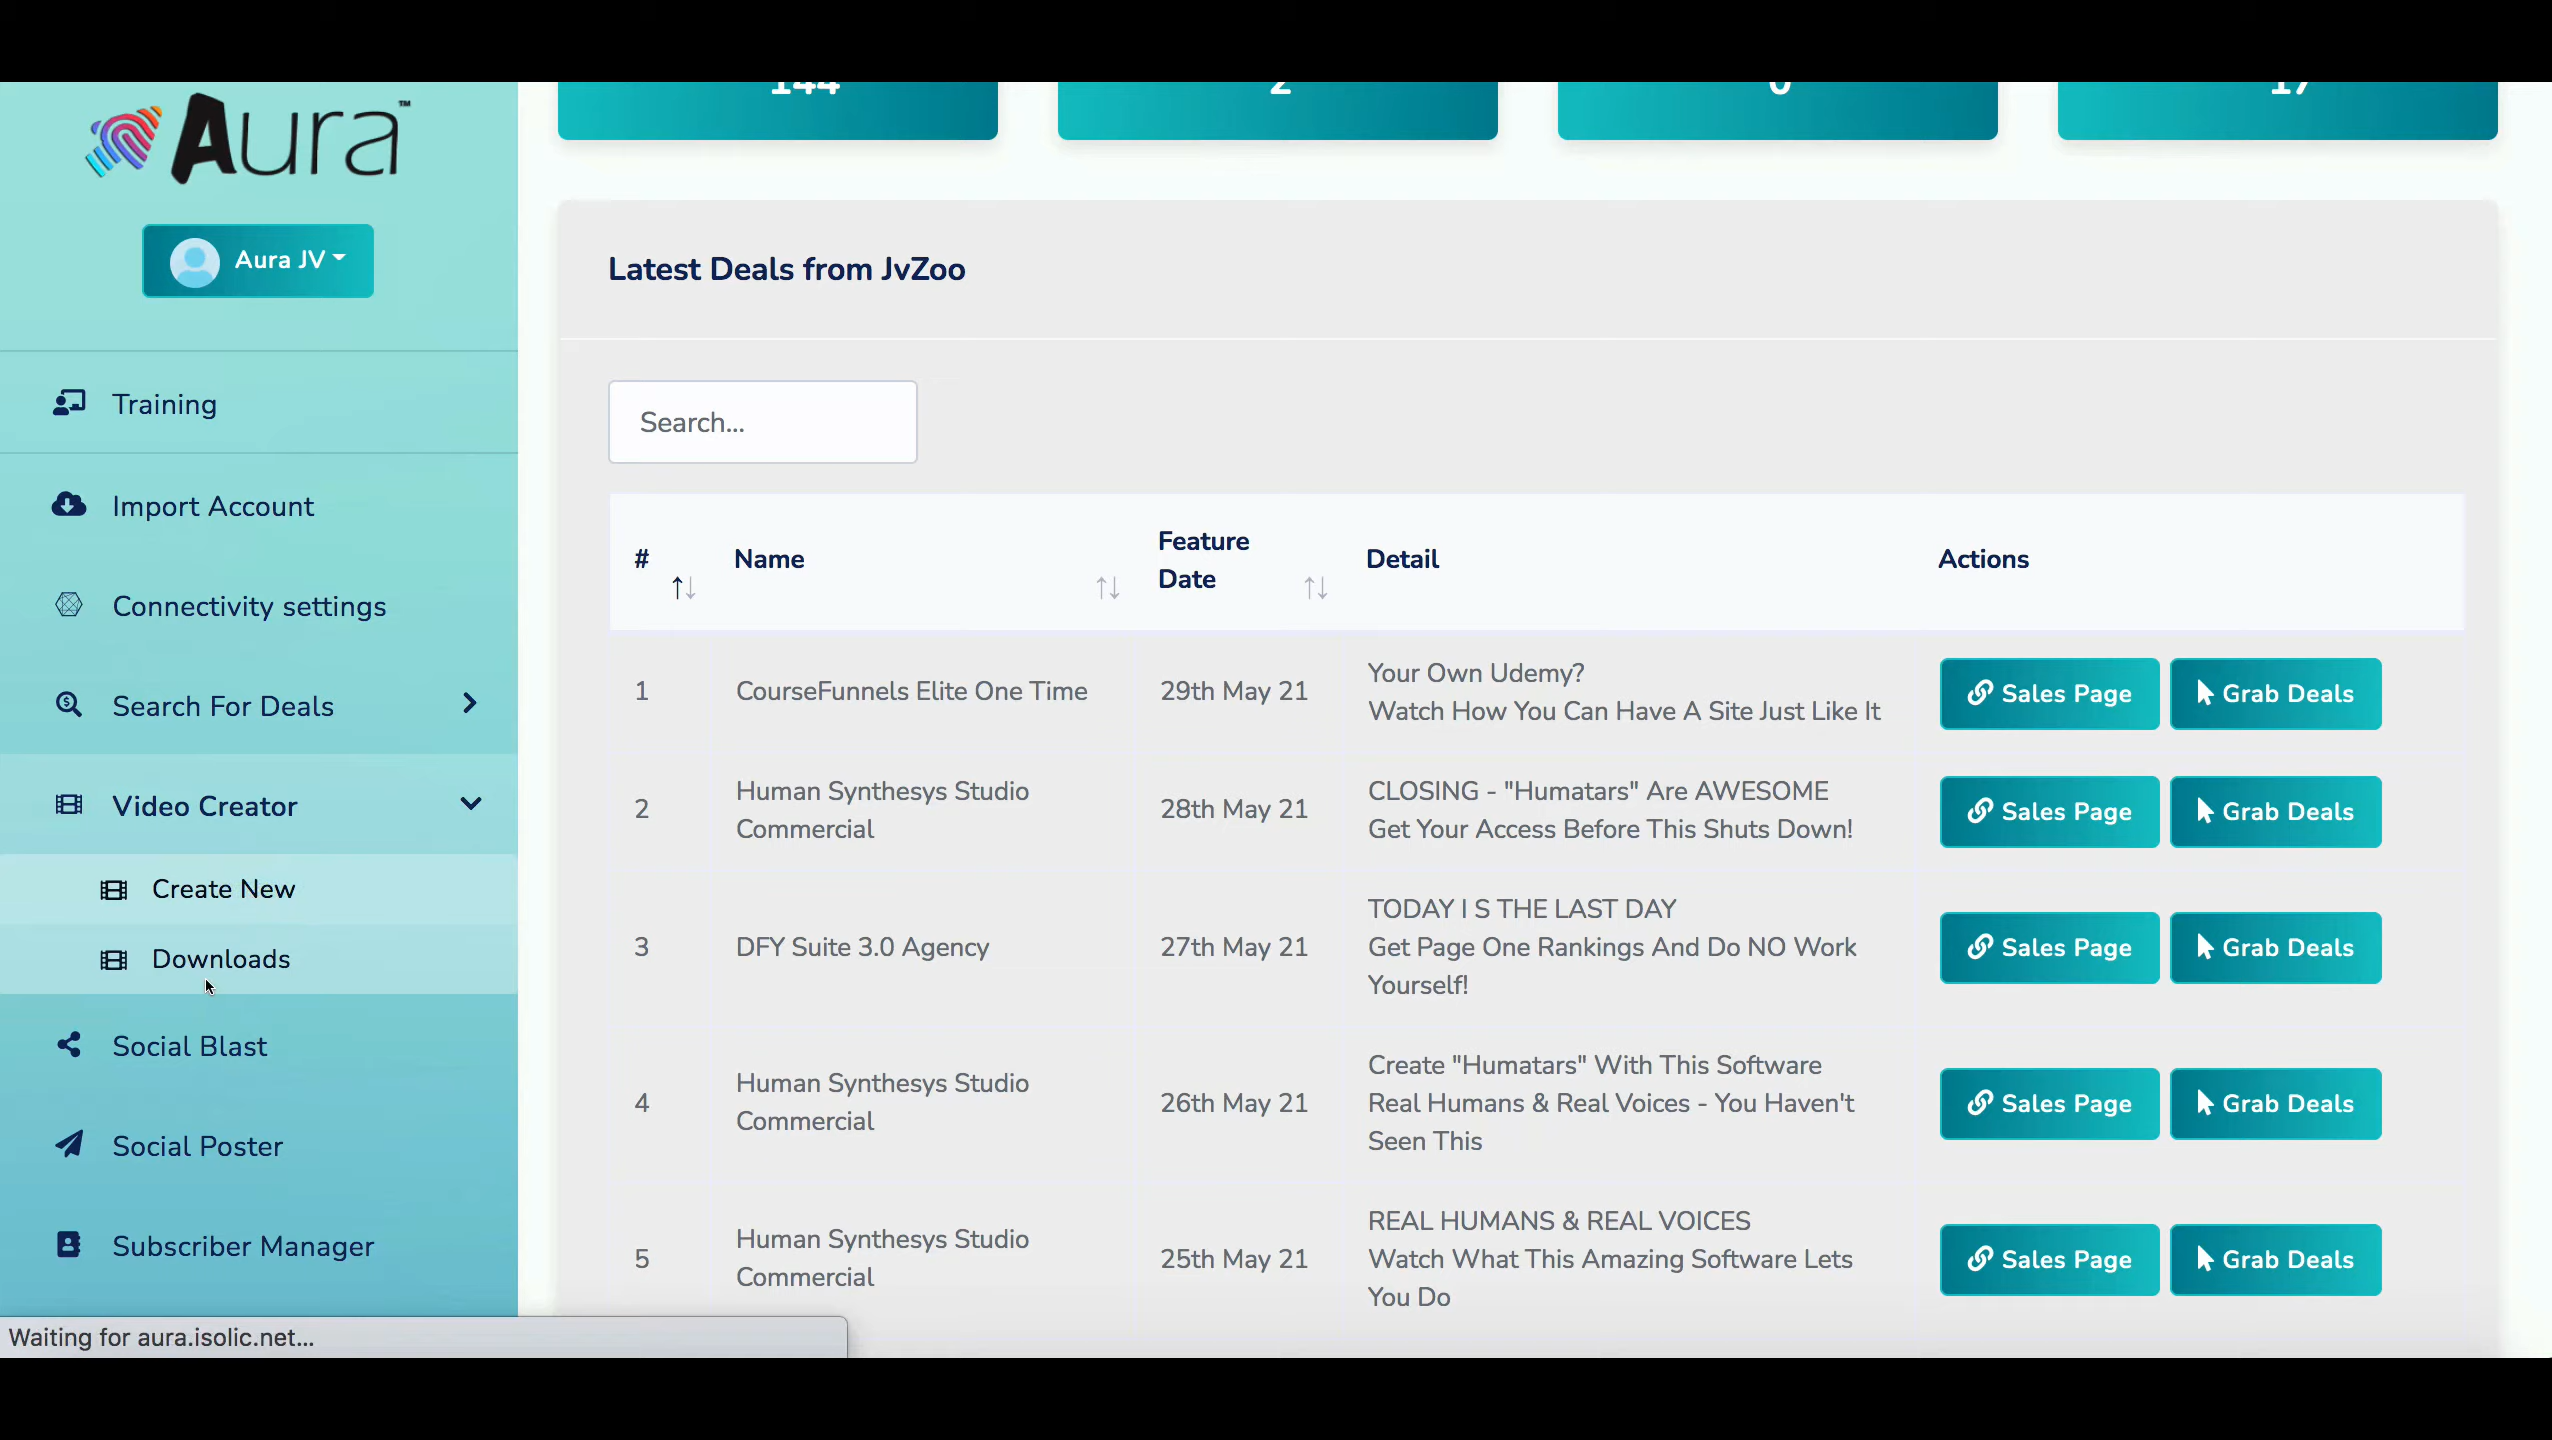 144
2
0
17
Aura™
Aura JV
Training
Import Account
Connectivity settings
Search For Deals
Video Creator
Create New
Downloads
Social Blast
Social Poster
Subscriber Manager
Waiting for aura.isolic.net...
Latest Deals from JvZoo
Search...
# Name Feature Date Detail Actions
1 CourseFunnels Elite One Time 29th May 21 Your Own Udemy?
Watch How You Can Have A Site Just Like It Sales Page Grab Deals
2 Human Synthesys Studio
Commercial 28th May 21 CLOSING - "Humatars" Are AWESOME
Get Your Access Before This Shuts Down! Sales Page Grab Deals
3 DFY Suite 3.0 Agency 27th May 21 TODAY I S THE LAST DAY
Get Page One Rankings And Do NO Work
Yourself! Sales Page Grab Deals
4 Human Synthesys Studio
Commercial 26th May 21 Create "Humatars" With This Software
Real Humans & Real Voices - You Haven't
Seen This Sales Page Grab Deals
5 Human Synthesys Studio
Commercial 25th May 21 REAL HUMANS & REAL VOICES
Watch What This Amazing Software Lets
You Do Sales Page Grab Deals